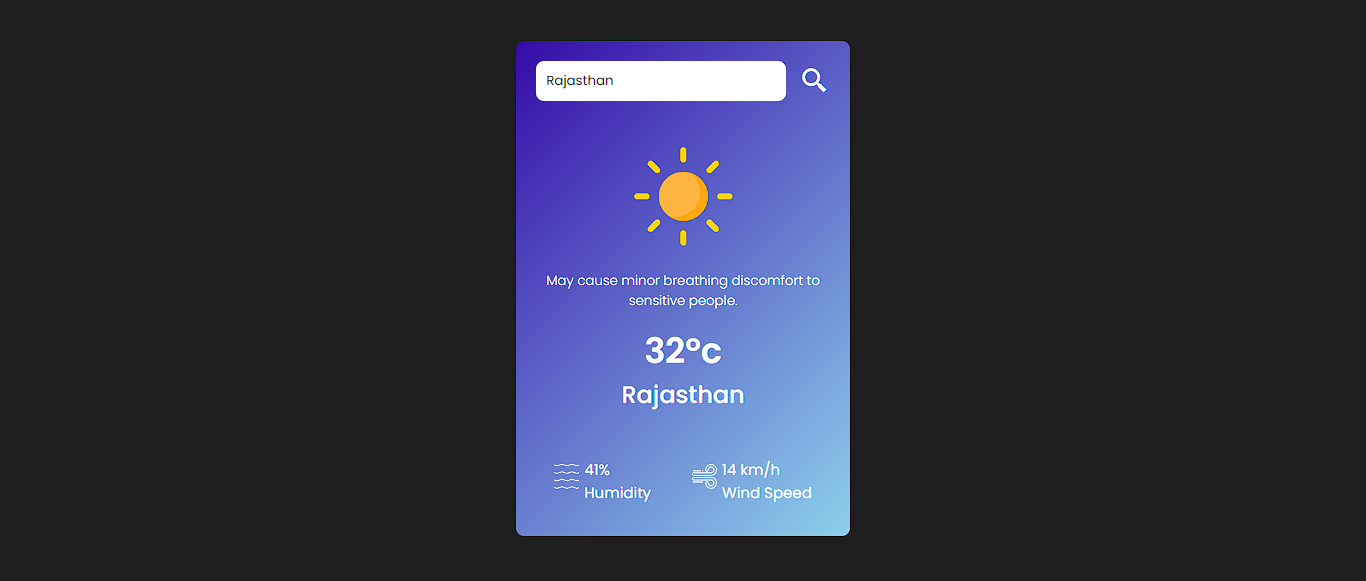 Rajasthan
May cause minor breathing discomfort to
sensitive people.
32°c
Rajasthan
41%
Humidity
14 km/h
Wind Speed